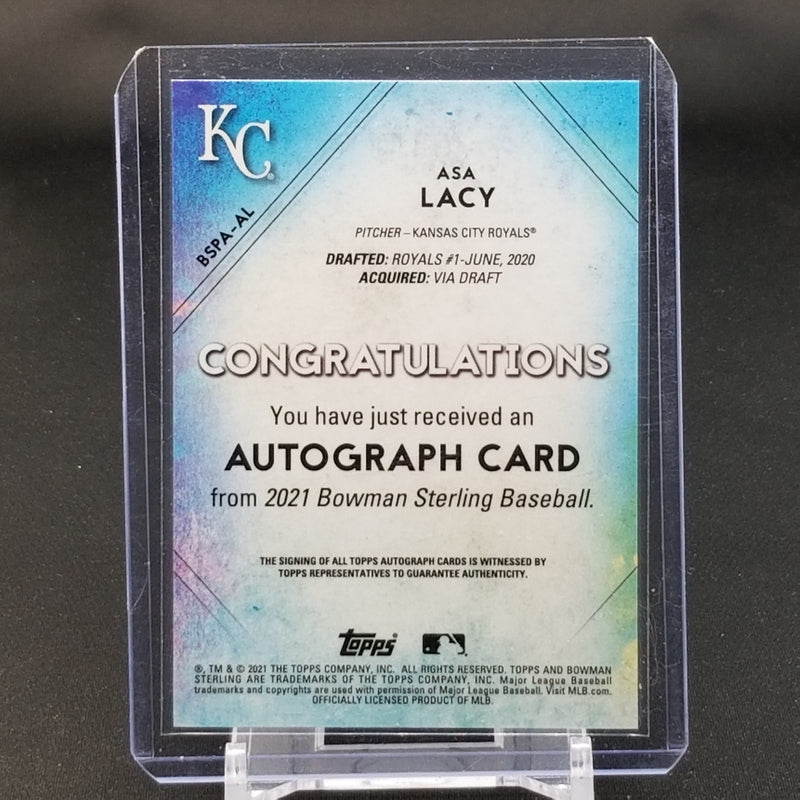 KC®
BSPA-AL
ASA
LACY
PITCHER – KANSAS CITY ROYALS®
DRAFTED: ROYALS #1-JUNE, 2020
ACQUIRED: VIA DRAFT
CONGRATULATIONS
You have just received an
AUTOGRAPH CARD
from 2021 Bowman Sterling Baseball.
THE SIGNING OF ALL TOPPS AUTOGRAPH CARDS IS WITNESSED BY
TOPPS REPRESENTATIVES TO GUARANTEE AUTHENTICITY.
Topps
®, TM & © 2021 THE TOPPS COMPANY, INC. ALL RIGHTS RESERVED. TOPPS AND BOWMAN
STERLING ARE TRADEMARKS OF THE TOPPS COMPANY, INC. Major League Baseball
trademarks and copyrights are used with permission of Major League Baseball. Visit MLB.com.
OFFICIALLY LICENSED PRODUCT OF MLB.